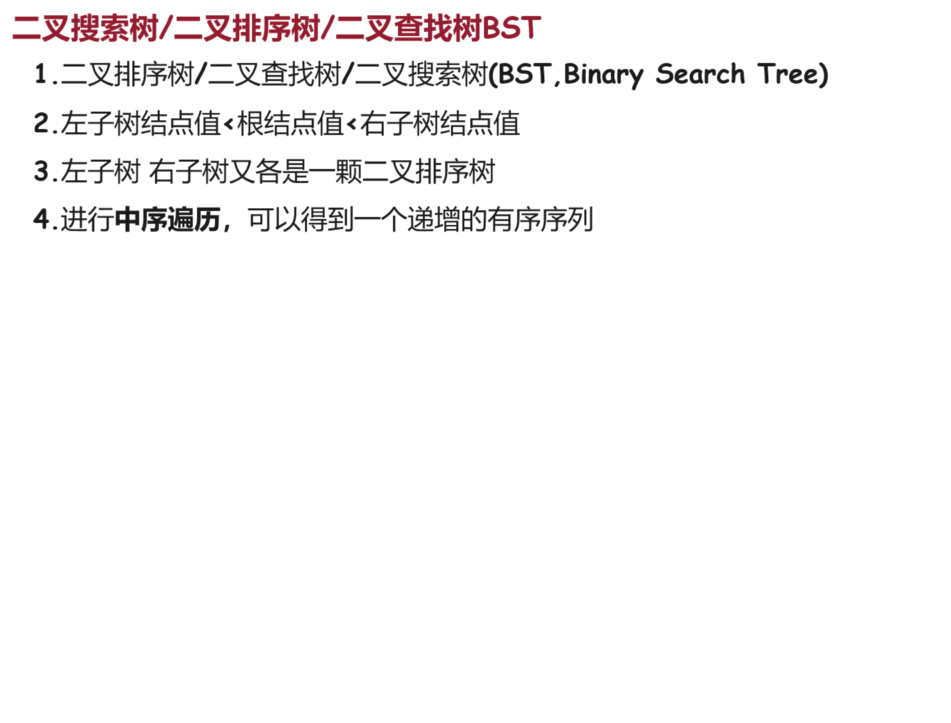 二叉搜索树/二叉排序树/二叉查找树BST
1.二叉排序树/二叉查找树/二叉搜索树(BST,Binary Search Tree)
2.左子树结点值<根结点值<右子树结点值
3.左子树 右子树又各是一颗二叉排序树
4.进行中序遍历，可以得到一个递增的有序序列